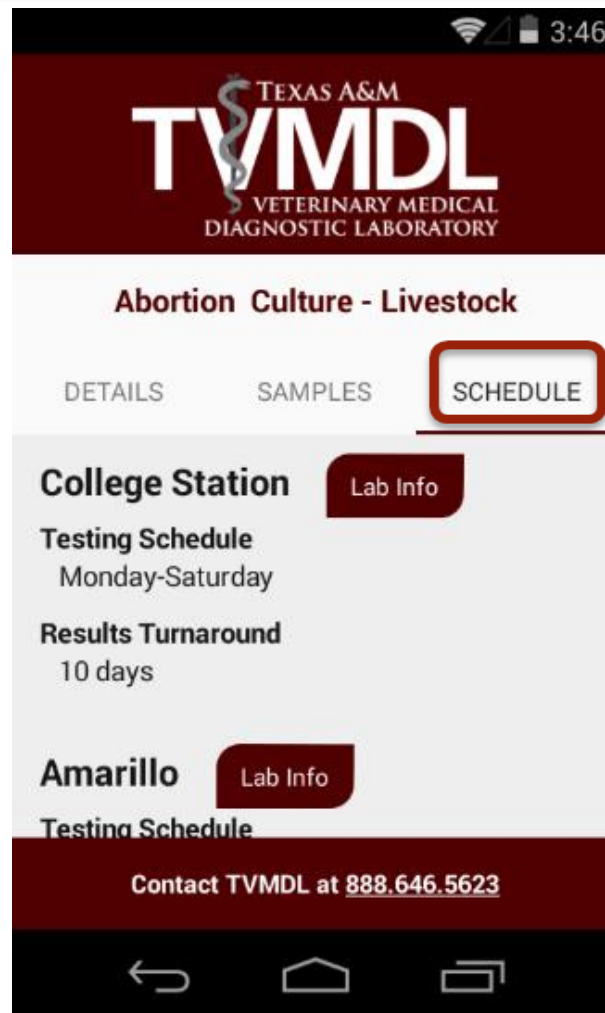 3:46
TEXAS A&M
TVMDL
VETERINARY MEDICAL
DIAGNOSTIC LABORATORY
Abortion Culture - Livestock
DETAILS SAMPLES SCHEDULE
College Station Lab Info
Testing Schedule
Monday-Saturday
Results Turnaround
10 days
Amarillo Lab Info
Testing Schedule
Contact TVMDL at 888.646.5623